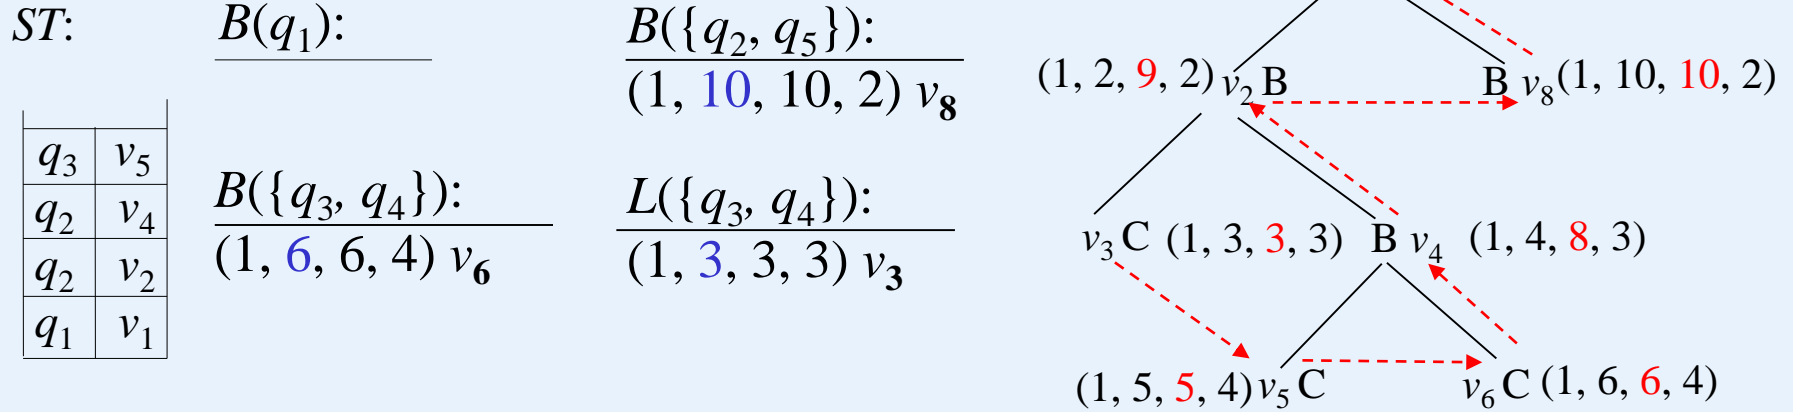 ST:
B(q₁):
B({q₂, q₅}):
(1, 10, 10, 2) v₈
q₃ v₅
q₂ v₄
q₂ v₂
q₁ v₁
B({q₃, q₄}):
(1, 6, 6, 4) v₆
L({q₃, q₄}):
(1, 3, 3, 3) v₃
(1, 2, 9, 2) v₂ B
B v₈ (1, 10, 10, 2)
v₃ C (1, 3, 3, 3)
B v₄ (1, 4, 8, 3)
(1, 5, 5, 4) v₅ C
v₆ C (1, 6, 6, 4)